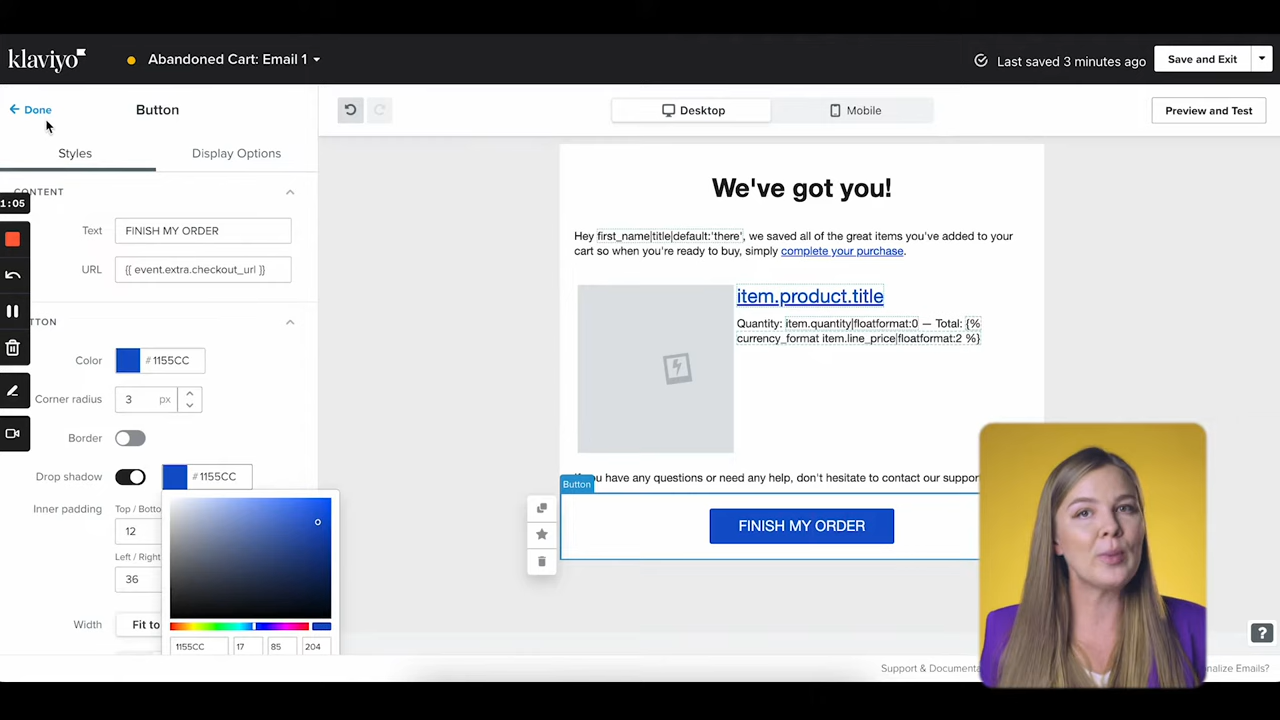 klaviyo
Abandoned Cart: Email 1
Last saved 3 minutes ago
Save and Exit
Done
Button
Desktop
Mobile
Preview and Test
Styles
Display Options
CONTENT
1:05
Text
FINISH MY ORDER
URL
{{ event.extra.checkout_url }}
TTON
Color
# 1155CC
Corner radius
3 px
Border
Drop shadow
# 1155CC
Inner padding
Top / Botto
12
Left / Right
36
Width
Fit to
1155CC
17
85
204
We've got you!
Hey first_name|title|default:'there', we saved all of the great items you've added to your
cart so when you're ready to buy, simply complete your purchase.
item.product.title
Quantity: item.quantity|floatformat:0 — Total: {%
currency_format item.line_price|floatformat:2 %}
you have any questions or need any help, don't hesitate to contact our suppor
Button
FINISH MY ORDER
?
Support & Documenta
nalize Emails?